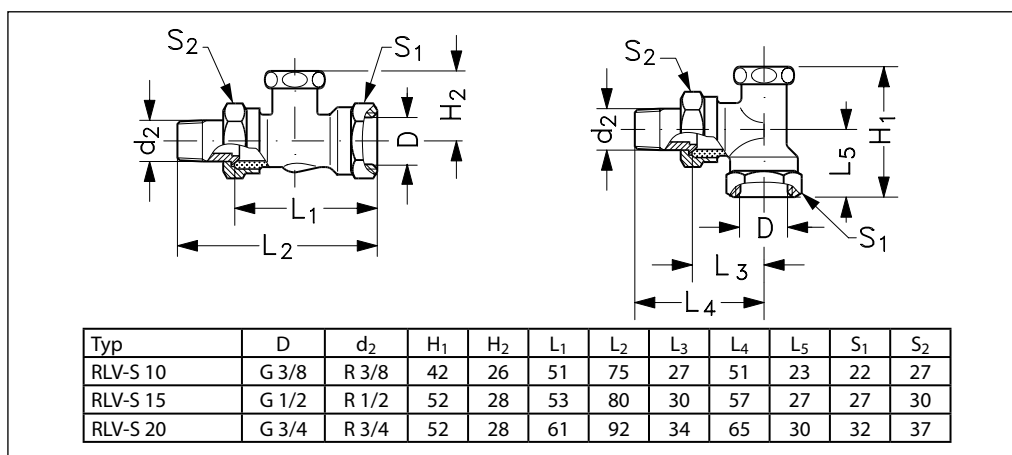 S2
S1
H2
d2
D
L1
L2
S2
d2
H1
L5
D
S1
L3
L4
Typ D d2 H1 H2 L1 L2 L3 L4 L5 S1 S2
RLV-S 10 G 3/8 R 3/8 42 26 51 75 27 51 23 22 27
RLV-S 15 G 1/2 R 1/2 52 28 53 80 30 57 27 27 30
RLV-S 20 G 3/4 R 3/4 52 28 61 92 34 65 30 32 37